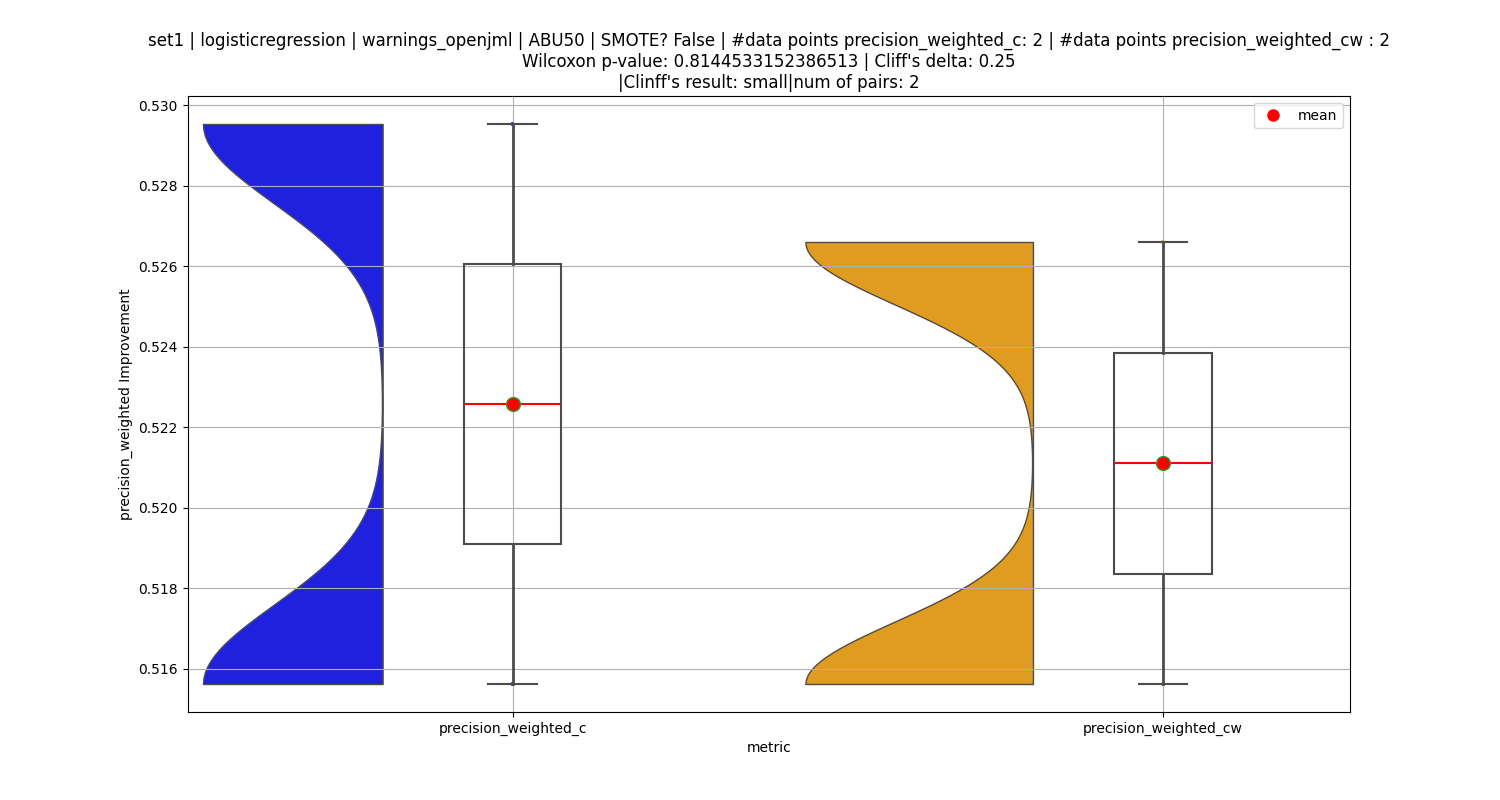 set1 | logisticregression | warnings_openjml | ABU50 | SMOTE? False | #data points precision_weighted_c: 2 | #data points precision_weighted_cw : 2
Wilcoxon p-value: 0.8144533152386513 | Cliff's delta: 0.25
|Clinff's result: small|num of pairs: 2
mean
0.530
0.528
0.526
0.524
0.522
0.520
0.518
0.516
precision_weighted Improvement
precision_weighted_c
precision_weighted_cw
metric